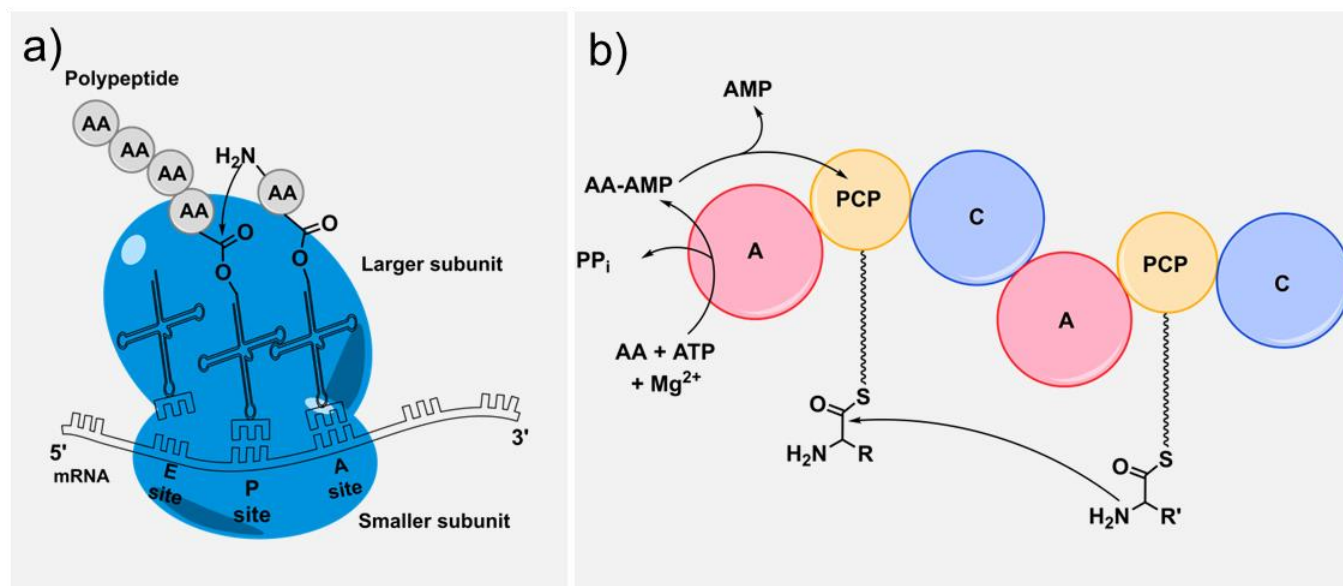 a)
Polypeptide
AA
AA
AA
AA
H₂N
AA
O
O
O
O
Larger subunit
5'
mRNA
E
site
P
site
A
site
3'
Smaller subunit
b)
AMP
AA-AMP
PCP
C
A
PPᵢ
AA + ATP
+ Mg²⁺
A
PCP
C
S
O
H₂N
R
S
O
H₂N
R'